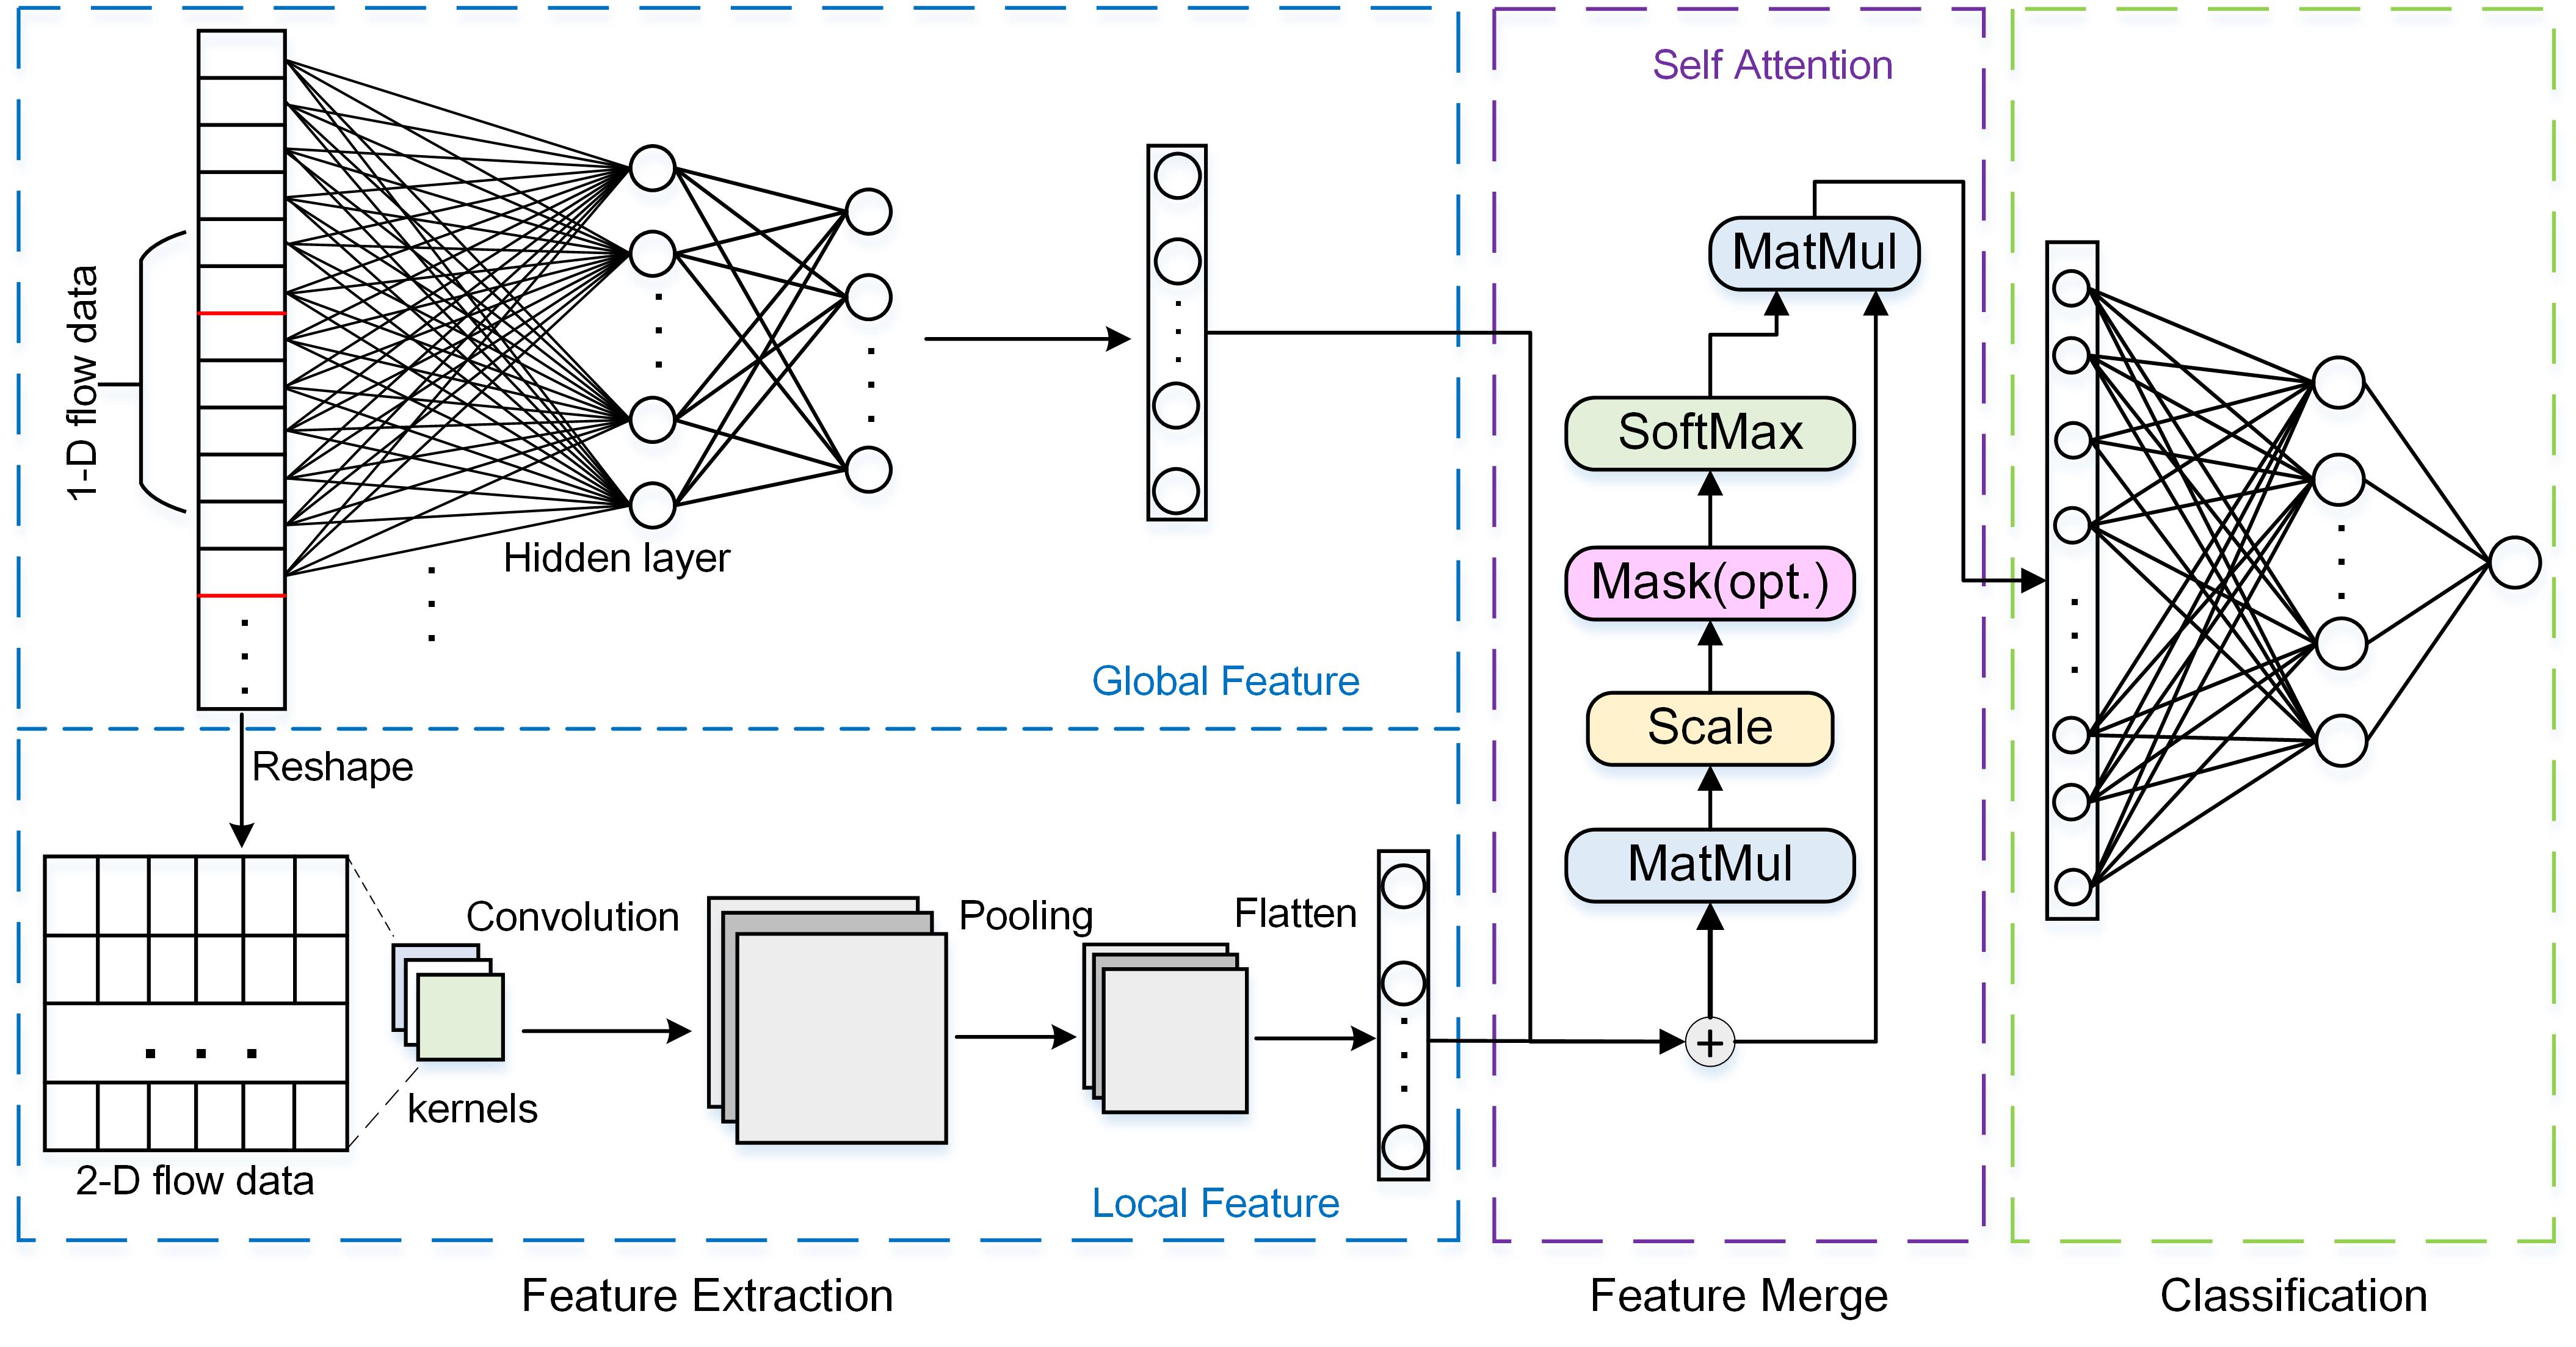 Self Attention
1-D flow data
Hidden layer
Global Feature
MatMul
SoftMax
Mask(opt.)
Scale
MatMul
+
Reshape
Convolution
Pooling
Flatten
kernels
2-D flow data
Local Feature
Feature Extraction
Feature Merge
Classification